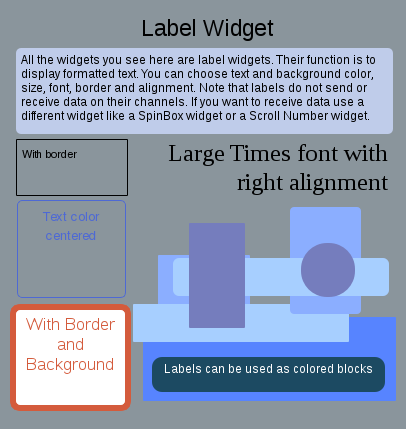 Label Widget
All the widgets you see here are label widgets. Their function is to
display formatted text. You can choose text and background color,
size, font, border and alignment. Note that labels do not send or
receive data on their channels. If you want to receive data use a
different widget like a SpinBox widget or a Scroll Number widget.
With border
Large Times font with
right alignment
Text color
centered
With Border
and
Background
Labels can be used as colored blocks